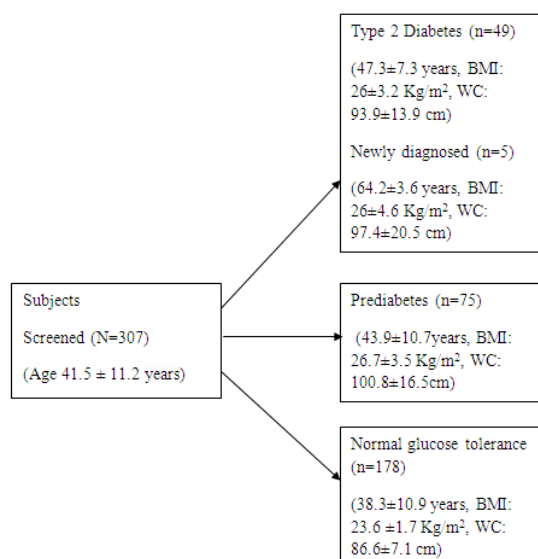 Type 2 Diabetes (n=49)
(47.3±7.3 years, BMI:
26±3.2 Kg/m², WC:
93.9±13.9 cm)
Newly diagnosed (n=5)
(64.2±3.6 years, BMI:
26±4.6 Kg/m², WC:
97.4±20.5 cm)
Subjects
Screened (N=307)
(Age 41.5 ± 11.2 years)
Prediabetes (n=75)
(43.9±10.7years, BMI:
26.7±3.5 Kg/m², WC:
100.8±16.5cm)
Normal glucose tolerance
(n=178)
(38.3±10.9 years, BMI:
23.6 ±1.7 Kg/m², WC:
86.6±7.1 cm)